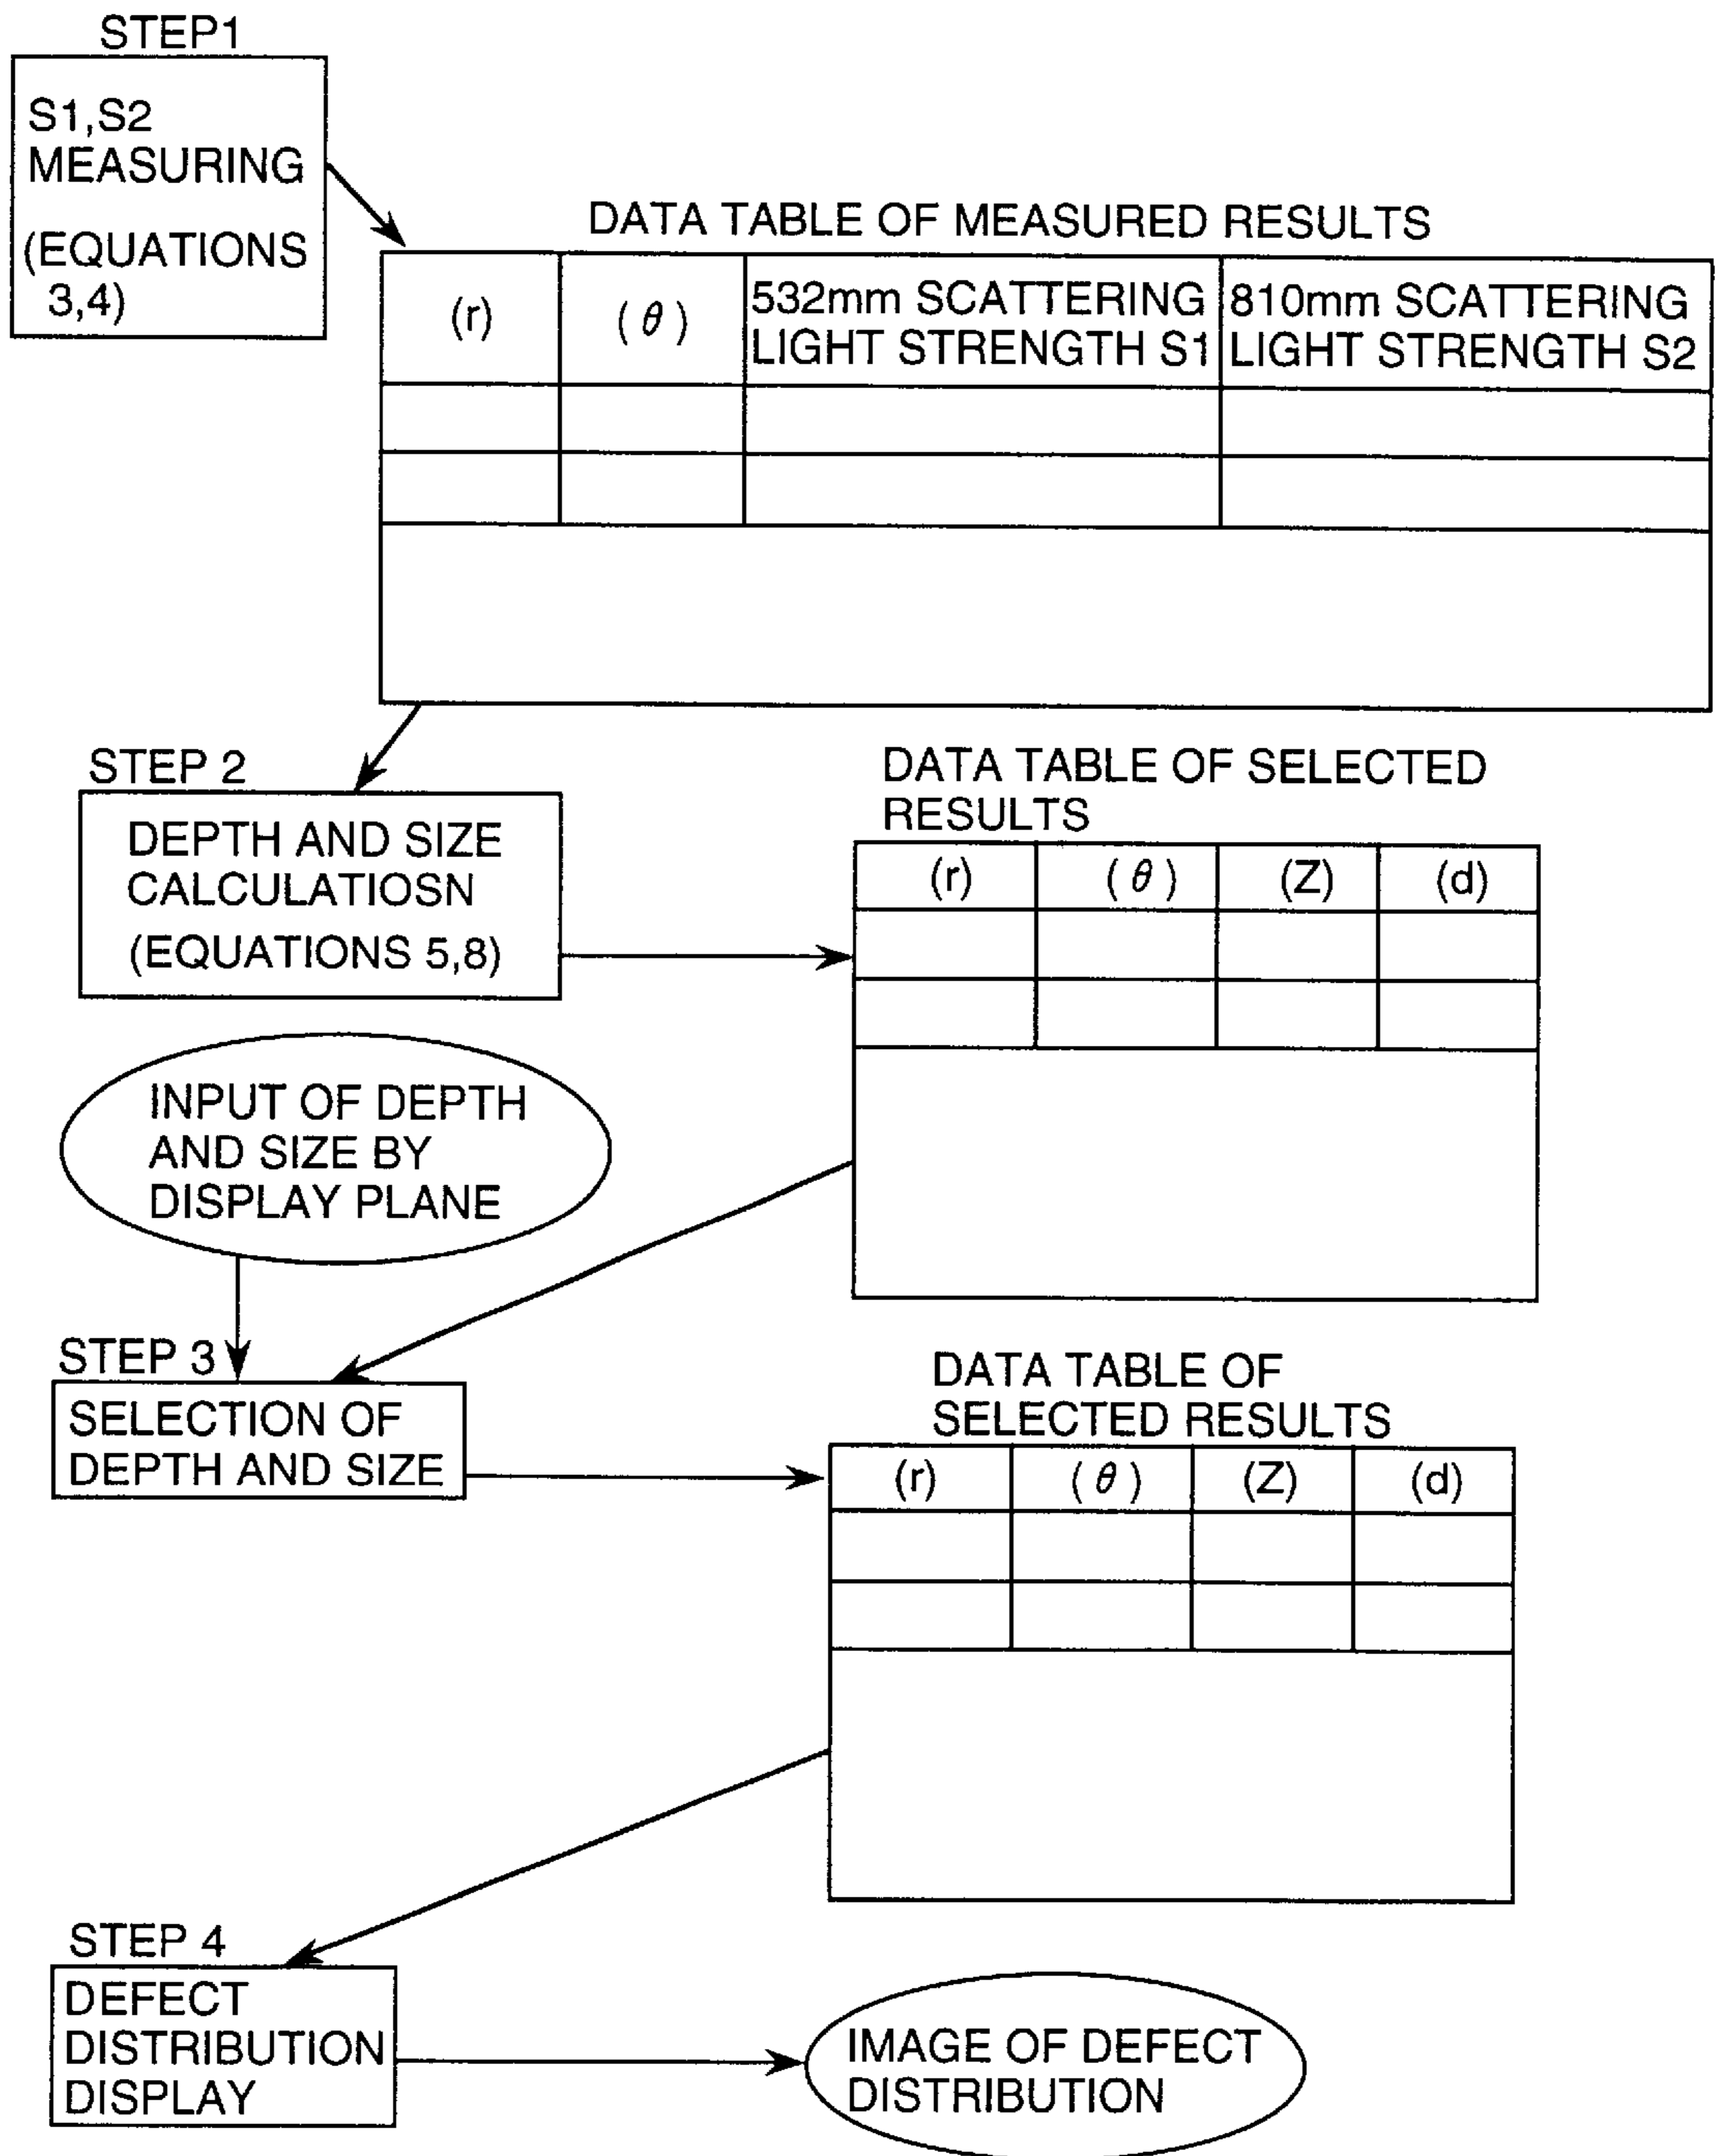 STEP1
S1,S2
MEASURING
(EQUATIONS
3,4)
DATA TABLE OF MEASURED RESULTS
(r)
(θ)
532mm SCATTERING
LIGHT STRENGTH S1
810mm SCATTERING
LIGHT STRENGTH S2
STEP 2
DEPTH AND SIZE
CALCULATIOSN
(EQUATIONS 5,8)
DATA TABLE OF SELECTED
RESULTS
(r) (θ) (Z) (d)
INPUT OF DEPTH
AND SIZE BY
DISPLAY PLANE
STEP 3
SELECTION OF
DEPTH AND SIZE
DATA TABLE OF
SELECTED RESULTS
(r) (θ) (Z) (d)
STEP 4
DEFECT
DISTRIBUTION
DISPLAY
IMAGE OF DEFECT
DISTRIBUTION